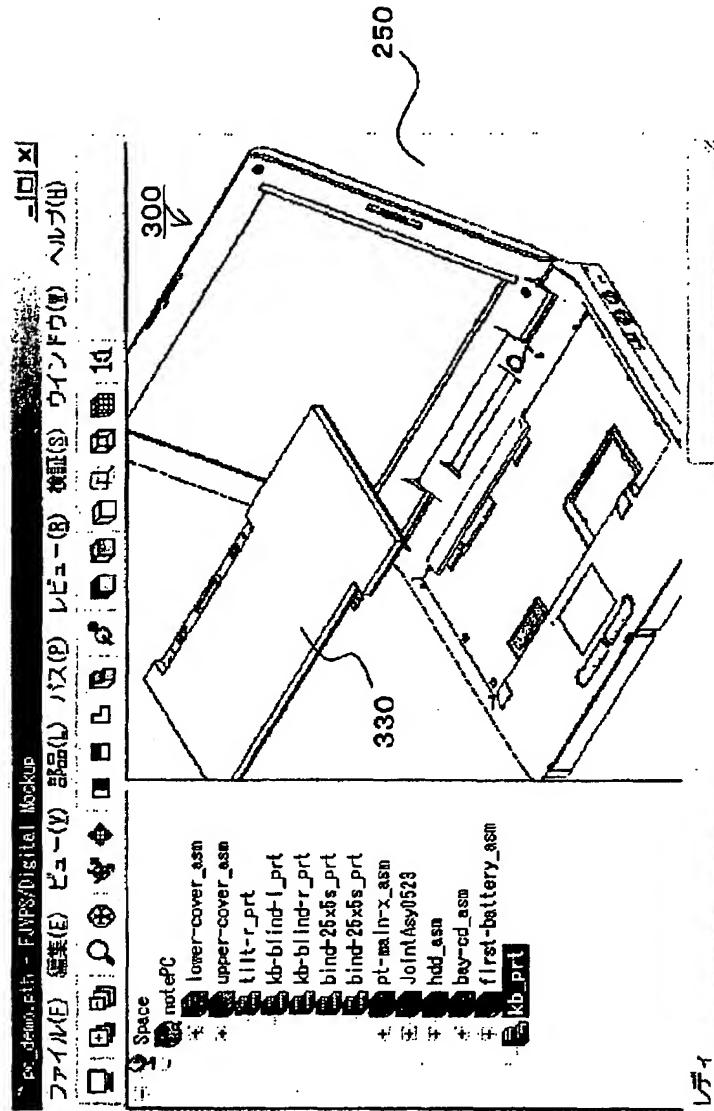 pc_demo.pth - FJVPS/Digital Mockup
ファイル(F) 編集(E) ビュー(V) 部品(L) パス(P) レビュー(R) 検証(S) ウインドウ(W) ヘルプ(H)
Space
notePC
lower-cover_asm
upper-cover_asm
tilt-r_prt
kb-blind-l_prt
kb-blind-r_prt
bind-25x5s_prt
bind-25x5s_prt
pt-main-x_asm
JointAsy0523
hdd_asm
bay-cd_asm
first-battery_asm
kb_prt
300
330
250
レディ